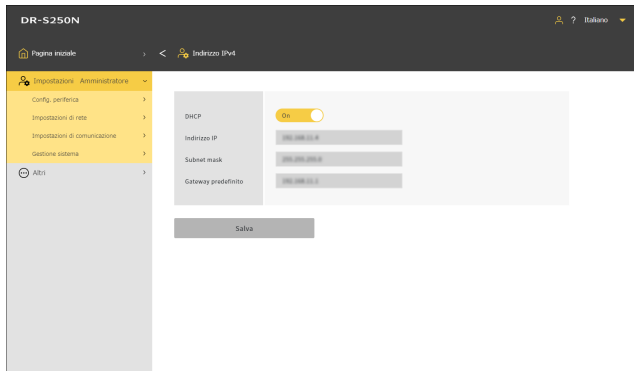 DR-S250N
? Italiano
Pagina iniziale
Indirizzo IPv4
Impostazioni Amministratore
Config. periferica
Impostazioni di rete
Impostazioni di comunicazione
Gestione sistema
Altri
DHCP
On
Indirizzo IP
Subnet mask
Gateway predefinito
Salva